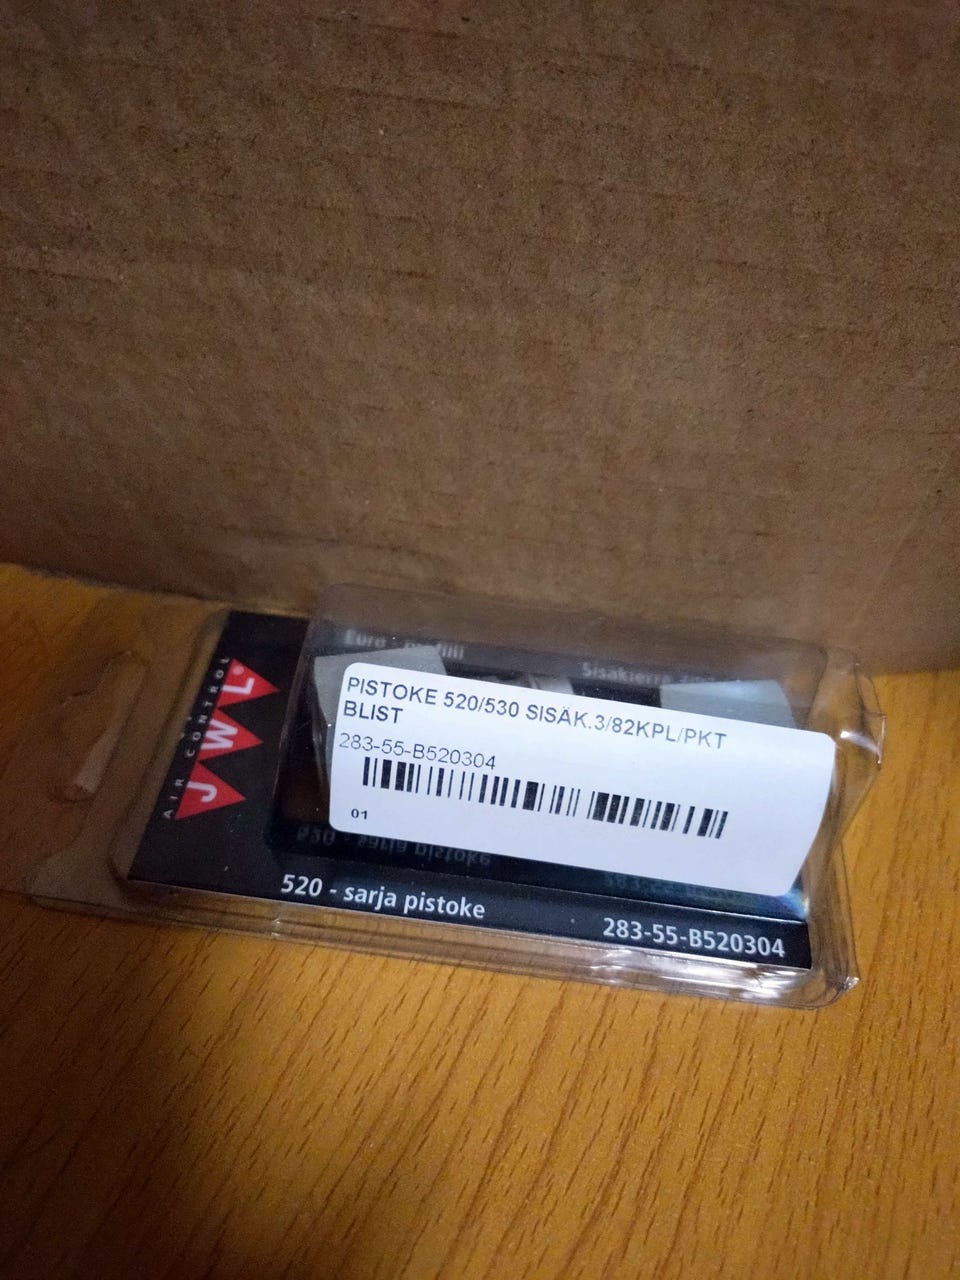 AIR CONTROL
JWL
Euro
Sisäkierre
PISTOKE 520/530 SISÄK.3/82KPL/PKT
BLIST
283-55-B520304
01
520 - sarja pistoke
283-55-B520304